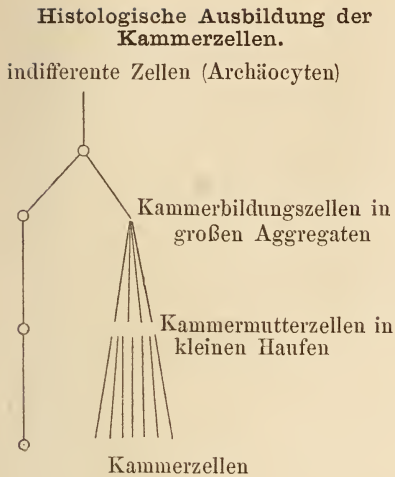 Histologische Ausbildung der
Kammerzellen.
indifferente Zellen (Archäocyten)
Kammerbildungszellen in
großen Aggregaten
Kammermutterzellen in
kleinen Haufen
Kammerzellen